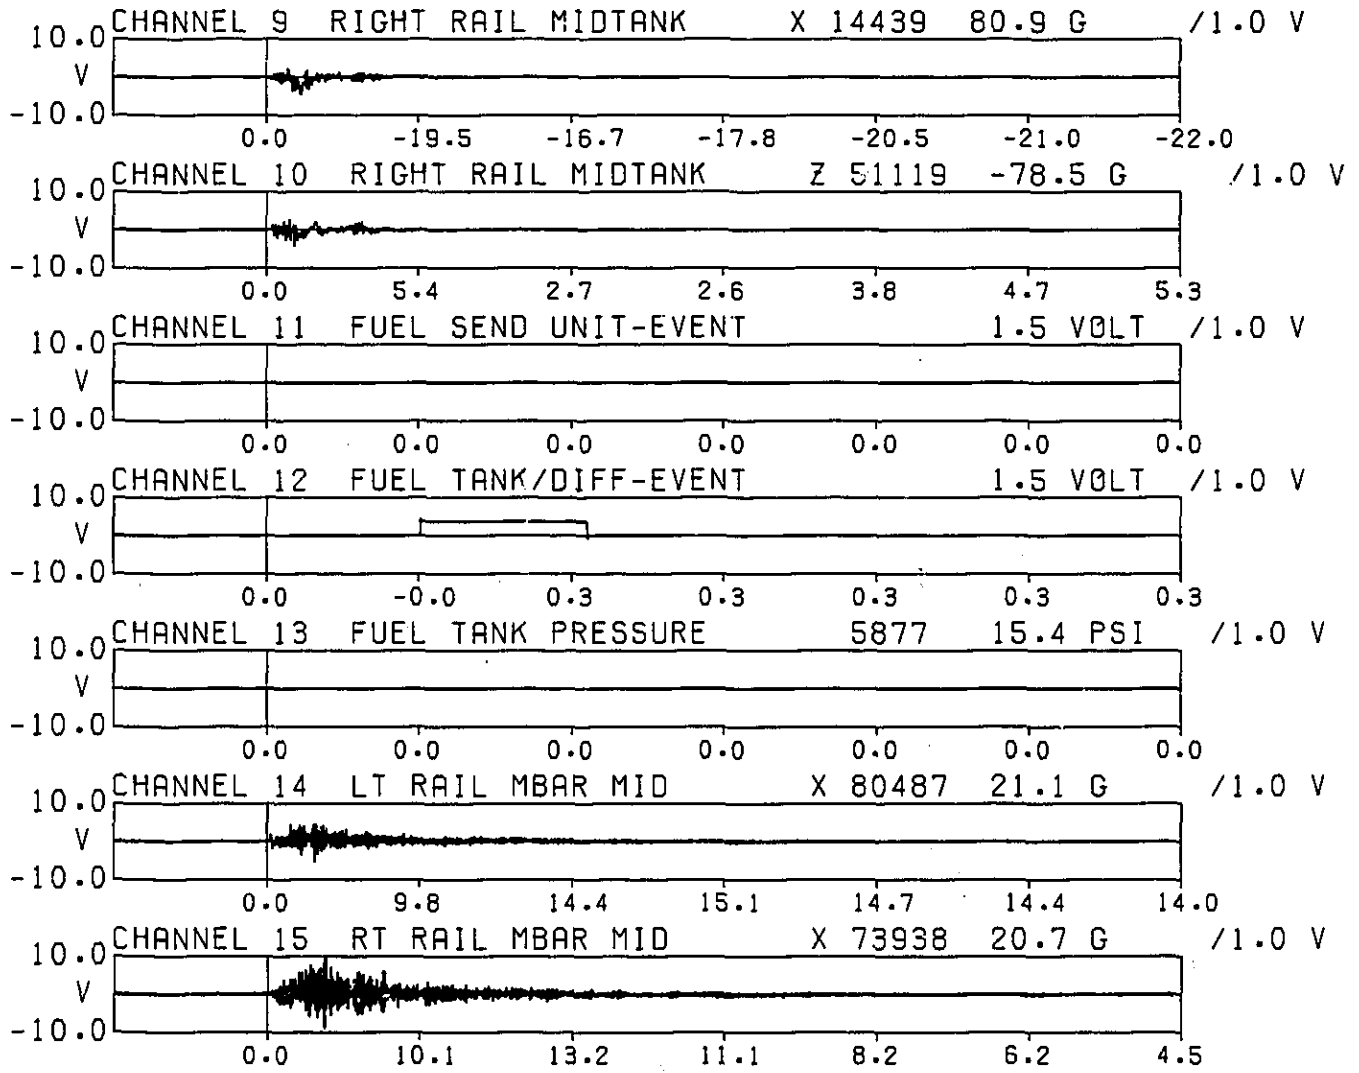 CHANNEL 9 RIGHT RAIL MIDTANK X 14439 80.9 G /1.0 V
10.0
V
-10.0
0.0 -19.5 -16.7 -17.8 -20.5 -21.0 -22.0
CHANNEL 10 RIGHT RAIL MIDTANK Z 51119 -78.5 G /1.0 V
10.0
V
-10.0
0.0 5.4 2.7 2.6 3.8 4.7 5.3
CHANNEL 11 FUEL SEND UNIT-EVENT 1.5 VOLT /1.0 V
10.0
V
-10.0
0.0 0.0 0.0 0.0 0.0 0.0 0.0
CHANNEL 12 FUEL TANK/DIFF-EVENT 1.5 VOLT /1.0 V
10.0
V
-10.0
0.0 -0.0 0.3 0.3 0.3 0.3 0.3
CHANNEL 13 FUEL TANK PRESSURE 5877 15.4 PSI /1.0 V
10.0
V
-10.0
0.0 0.0 0.0 0.0 0.0 0.0 0.0
CHANNEL 14 LT RAIL MBAR MID X 80487 21.1 G /1.0 V
10.0
V
-10.0
0.0 9.8 14.4 15.1 14.7 14.4 14.0
CHANNEL 15 RT RAIL MBAR MID X 73938 20.7 G /1.0 V
10.0
V
-10.0
0.0 10.1 13.2 11.1 8.2 6.2 4.5